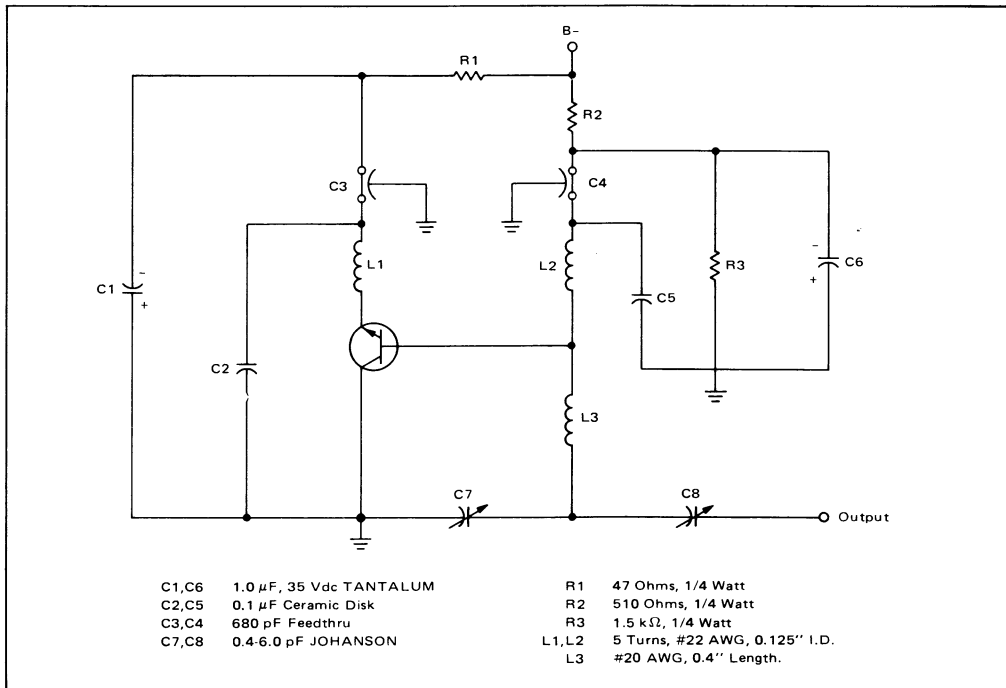 B-
R1
R2
C3
C4
L1
L2
R3
-
C6
+
C1
-
+
C5
C2
L3
C7
C8
Output
C1,C6 1.0 μF, 35 Vdc TANTALUM
C2,C5 0.1 μF Ceramic Disk
C3,C4 680 pF Feedthru
C7,C8 0.4-6.0 pF JOHANSON
R1 47 Ohms, 1/4 Watt
R2 510 Ohms, 1/4 Watt
R3 1.5 kΩ, 1/4 Watt
L1,L2 5 Turns, #22 AWG, 0.125'' I.D.
L3 #20 AWG, 0.4'' Length.